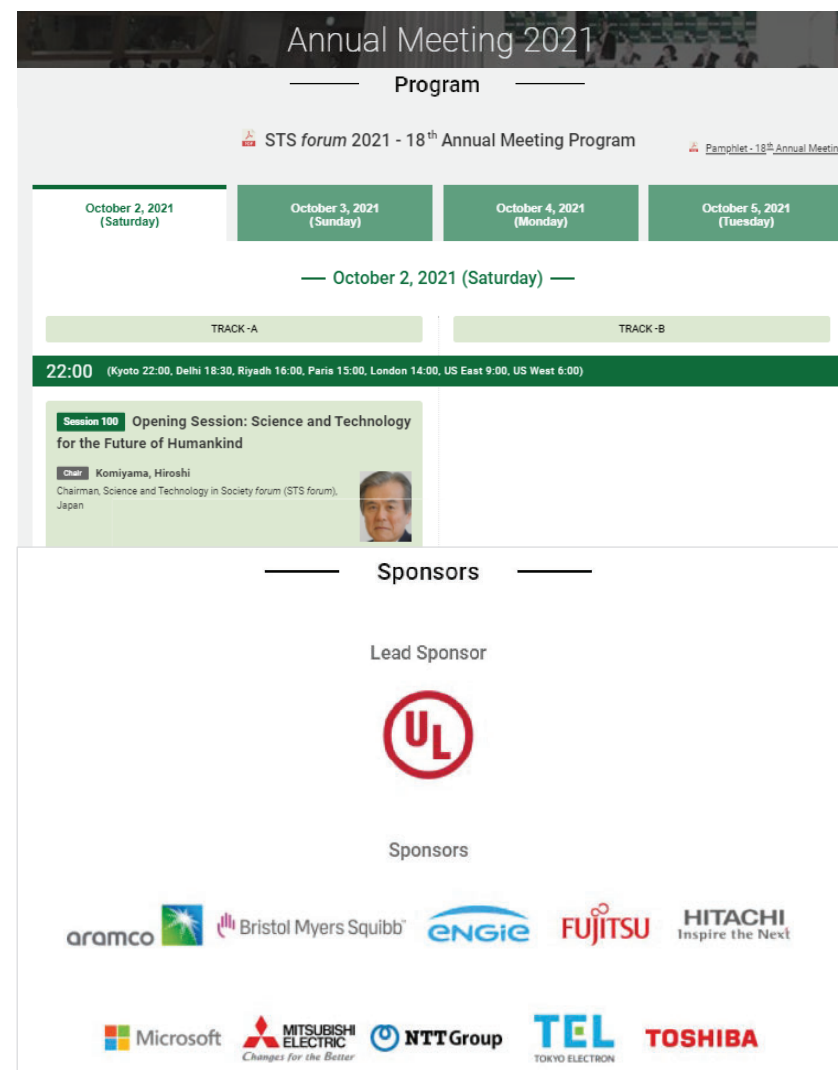 Annual Meeting 2021
Program
STS forum 2021 - 18th Annual Meeting Program
Pamphlet - 18th Annual Meetin
October 2, 2021
(Saturday)
October 3, 2021
(Sunday)
October 4, 2021
(Monday)
October 5, 2021
(Tuesday)
October 2, 2021 (Saturday)
TRACK-A
TRACK-B
22:00 (Kyoto 22:00, Delhi 18:30, Riyadh 16:00, Paris 15:00, London 14:00, US East 9:00, US West 6:00)
Session 100 Opening Session: Science and Technology
for the Future of Humankind
Chair Komiyama, Hiroshi
Chairman, Science and Technology in Society forum (STS forum),
Japan
Sponsors
Lead Sponsor
UL
Sponsors
aramco
Bristol Myers Squibb™
ENGIE
FUJITSU
HITACHI
Inspire the Next
Microsoft
MITSUBISHI
ELECTRIC
Changes for the Better
NTT Group
TEL
TOKYO ELECTRON
TOSHIBA